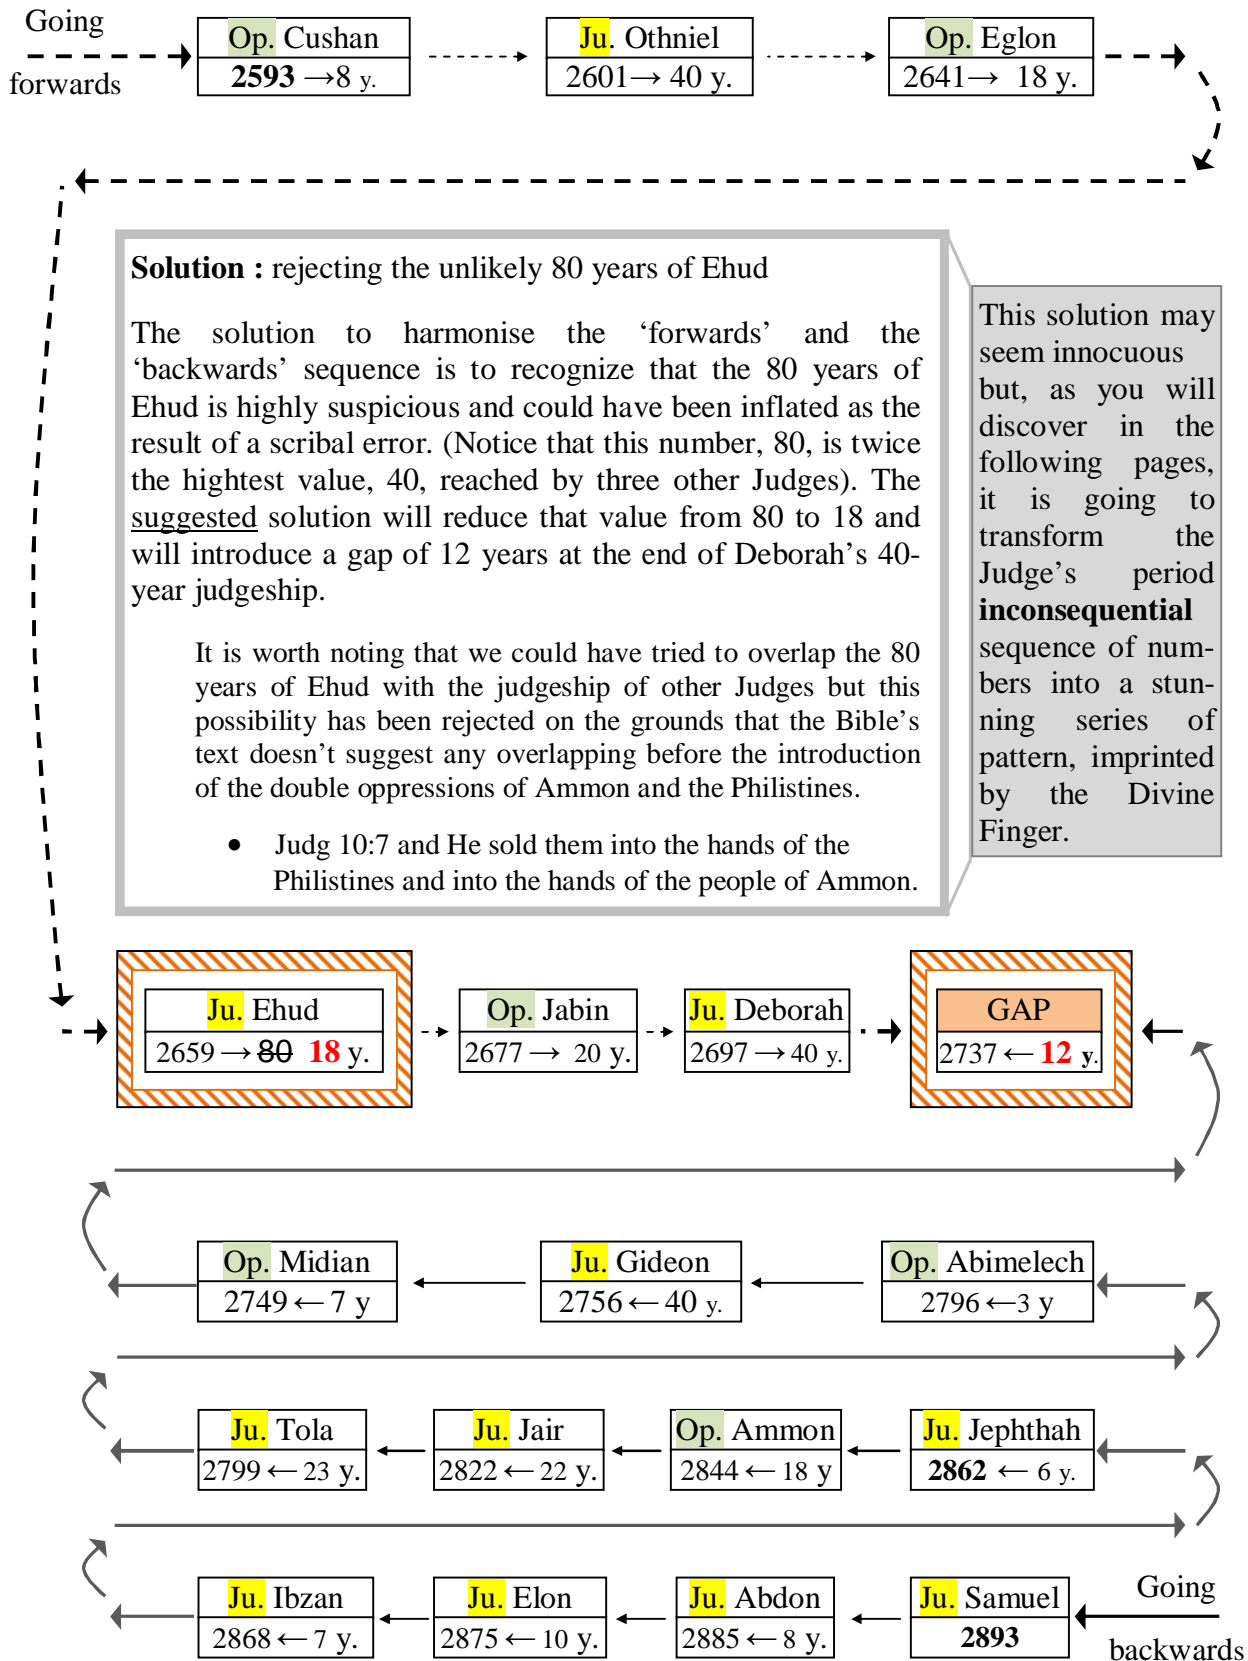 Going
forwards
Op. Cushan
2593 →8 y.
Ju. Othniel
2601→ 40 y.
Op. Eglon
2641→ 18 y.
Solution : rejecting the unlikely 80 years of Ehud
The solution to harmonise the ‘forwards’ and the
‘backwards’ sequence is to recognize that the 80 years of
Ehud is highly suspicious and could have been inflated as the
result of a scribal error. (Notice that this number, 80, is twice
the hightest value, 40, reached by three other Judges). The
suggested solution will reduce that value from 80 to 18 and
will introduce a gap of 12 years at the end of Deborah’s 40-
year judgeship.
It is worth noting that we could have tried to overlap the 80
years of Ehud with the judgeship of other Judges but this
possibility has been rejected on the grounds that the Bible’s
text doesn’t suggest any overlapping before the introduction
of the double oppressions of Ammon and the Philistines.
• Judg 10:7 and He sold them into the hands of the
Philistines and into the hands of the people of Ammon.
This solution may
seem innocuous
but, as you will
discover in the
following pages,
it is going to
transform the
Judge’s period
inconsequential
sequence of num-
bers into a stun-
ning series of
pattern, imprinted
by the Divine
Finger.
Ju. Ehud
2659 → 80 18 y.
Op. Jabin
2677 → 20 y.
Ju. Deborah
2697 → 40 y.
GAP
2737 ← 12 y.
Op. Midian
2749 ← 7 y
Ju. Gideon
2756 ← 40 y.
Op. Abimelech
2796 ←3 y
Ju. Tola
2799 ← 23 y.
Ju. Jair
2822 ← 22 y.
Op. Ammon
2844 ← 18 y
Ju. Jephthah
2862 ← 6 y.
Ju. Ibzan
2868 ← 7 y.
Ju. Elon
2875 ← 10 y.
Ju. Abdon
2885 ← 8 y.
Ju. Samuel
2893
Going
backwards